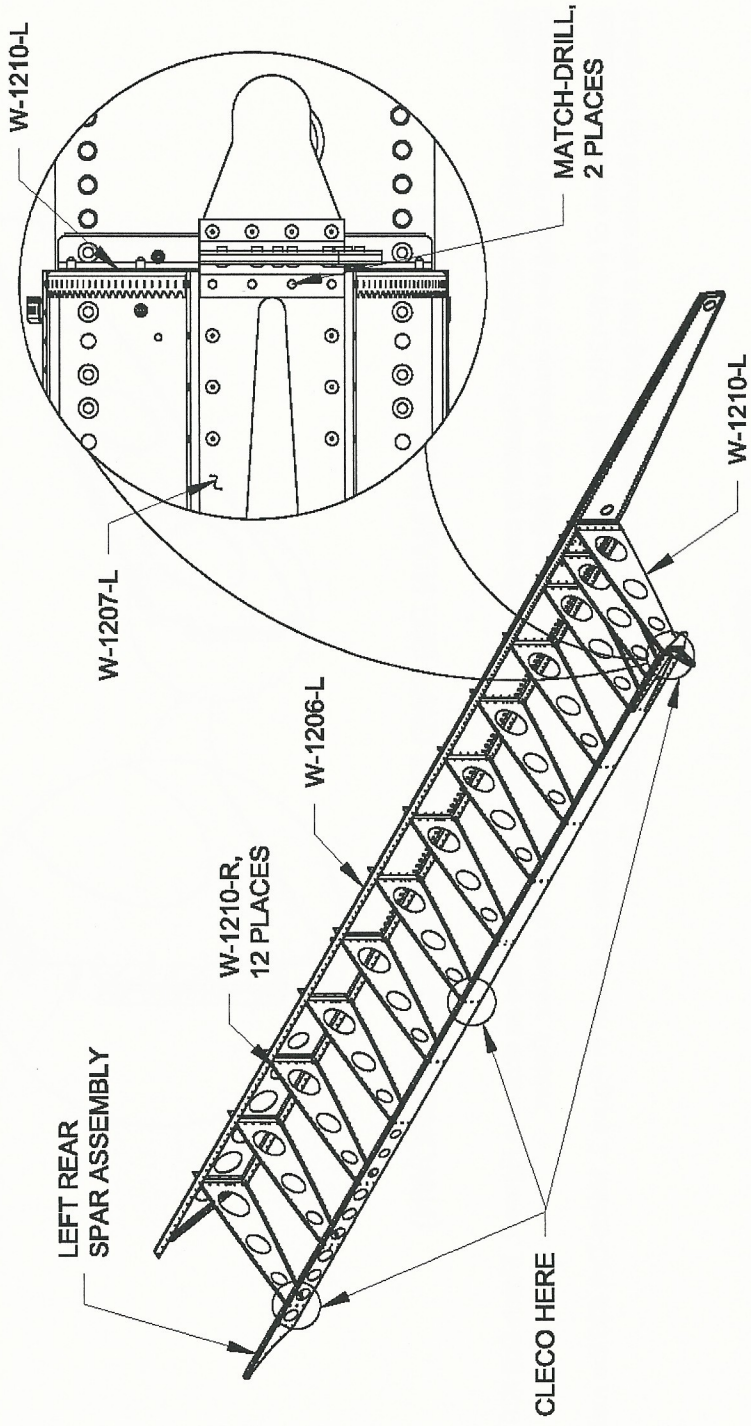 LEFT REAR
SPAR ASSEMBLY
W-1210-R,
12 PLACES
W-1206-L
W-1207-L
W-1210-L
MATCH-DRILL,
2 PLACES
W-1210-L
CLECO HERE